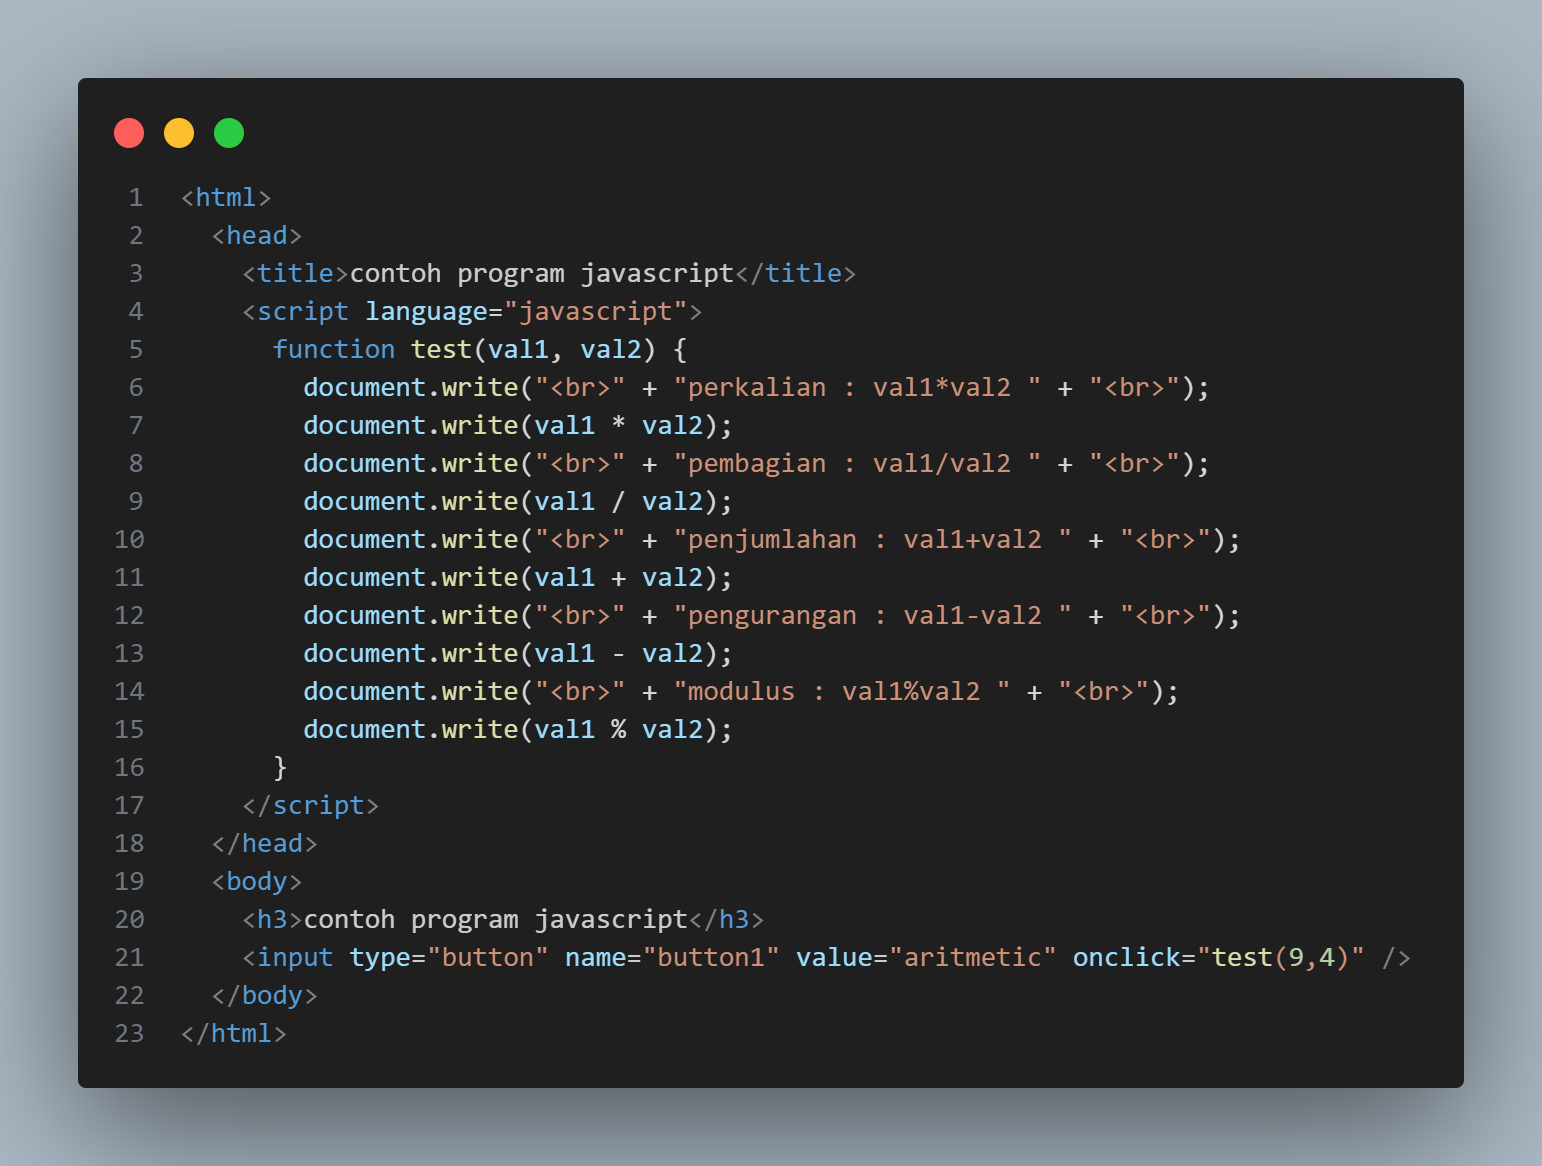 1 <html>
2   <head>
3     <title>contoh program javascript</title>
4     <script language="javascript">
5       function test(val1, val2) {
6         document.write("<br>" + "perkalian : val1*val2 " + "<br>");
7         document.write(val1 * val2);
8         document.write("<br>" + "pembagian : val1/val2 " + "<br>");
9         document.write(val1 / val2);
10         document.write("<br>" + "penjumlahan : val1+val2 " + "<br>");
11         document.write(val1 + val2);
12         document.write("<br>" + "pengurangan : val1-val2 " + "<br>");
13         document.write(val1 - val2);
14         document.write("<br>" + "modulus : val1%val2 " + "<br>");
15         document.write(val1 % val2);
16       }
17     </script>
18   </head>
19   <body>
20     <h3>contoh program javascript</h3>
21     <input type="button" name="button1" value="aritmetic" onclick="test(9,4)" />
22   </body>
23 </html>